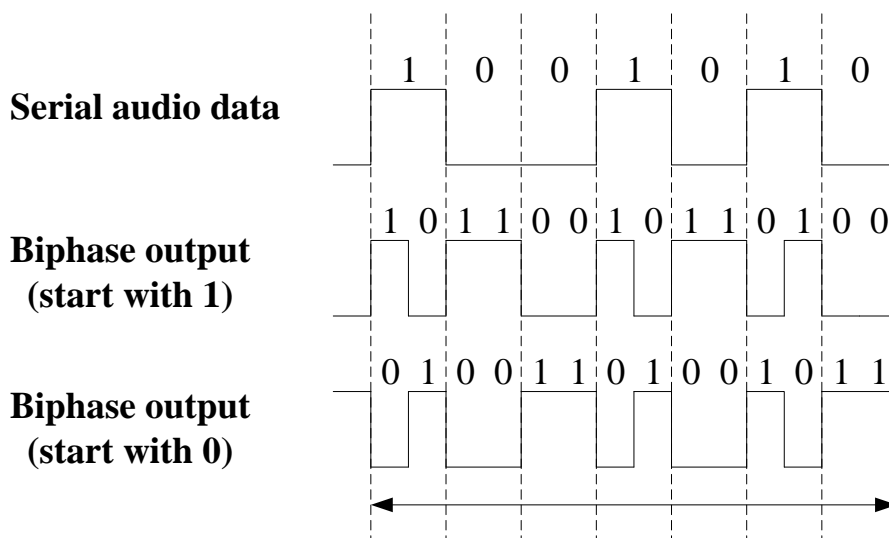 1 0 0 1 0 1 0
Serial audio data
1 0 1 1 0 0 1 0 1 1 0 1 0 0
Biphase output
(start with 1)
0 1 0 0 1 1 0 1 0 0 1 0 1 1
Biphase output
(start with 0)